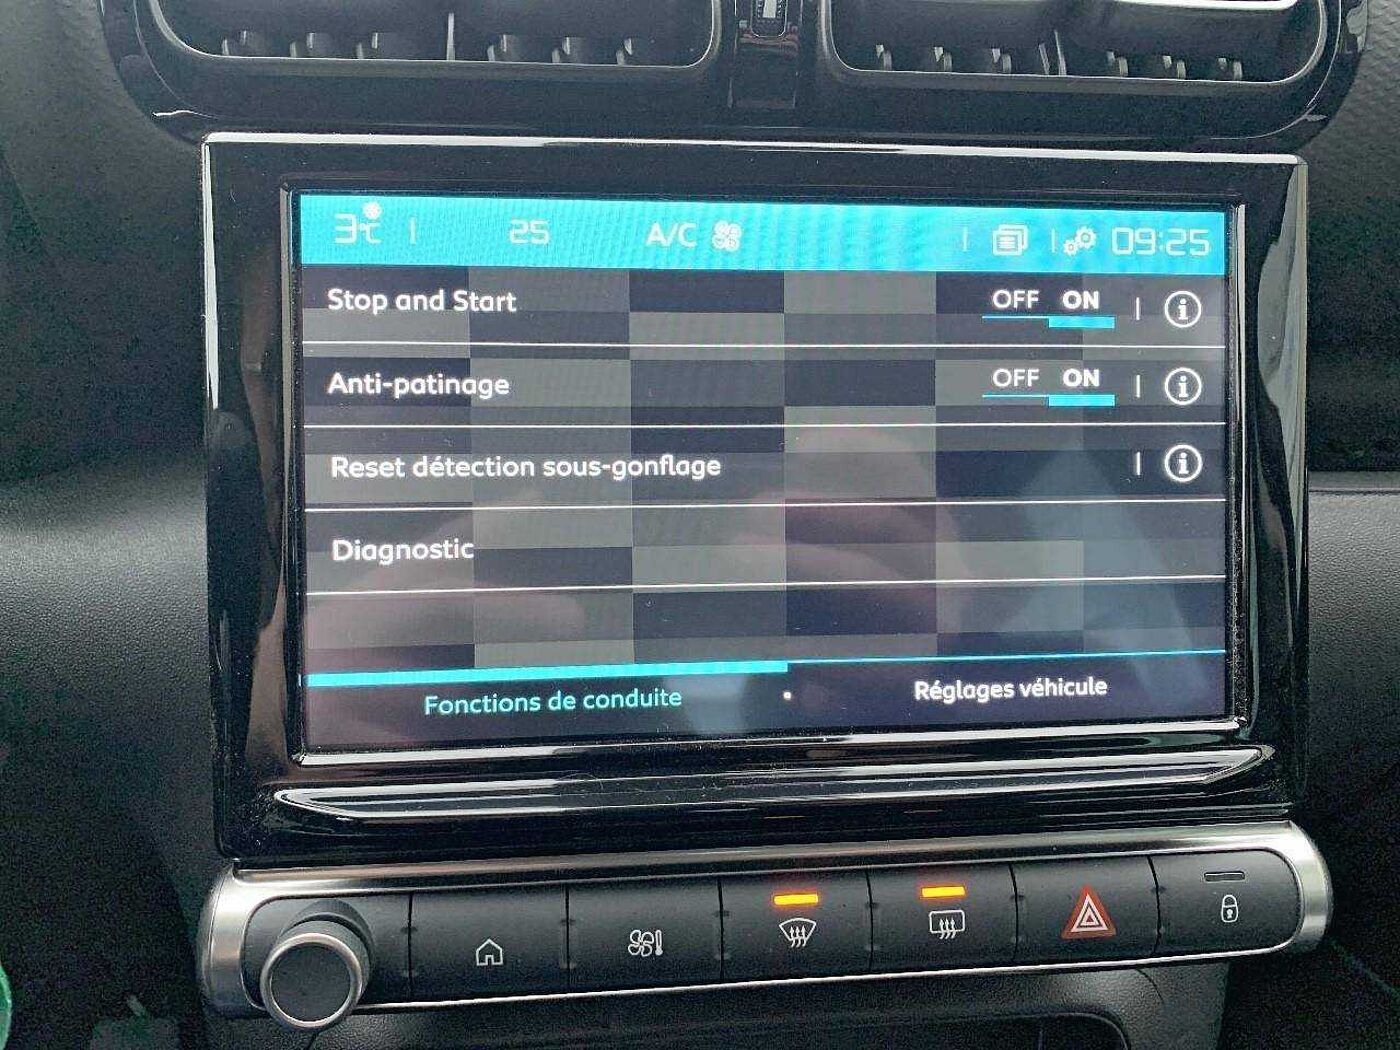 3°C 25 A/C 09:25
Stop and Start OFF ON
Anti-patinage OFF ON
Reset détection sous-gonflage
Diagnostic
Fonctions de conduite Réglages véhicule